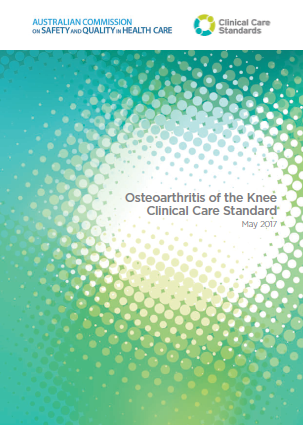 AUSTRALIAN COMMISSION
ON SAFETY AND QUALITY IN HEALTH CARE
Clinical Care
Standards
Osteoarthritis of the Knee
Clinical Care Standard
May 2017